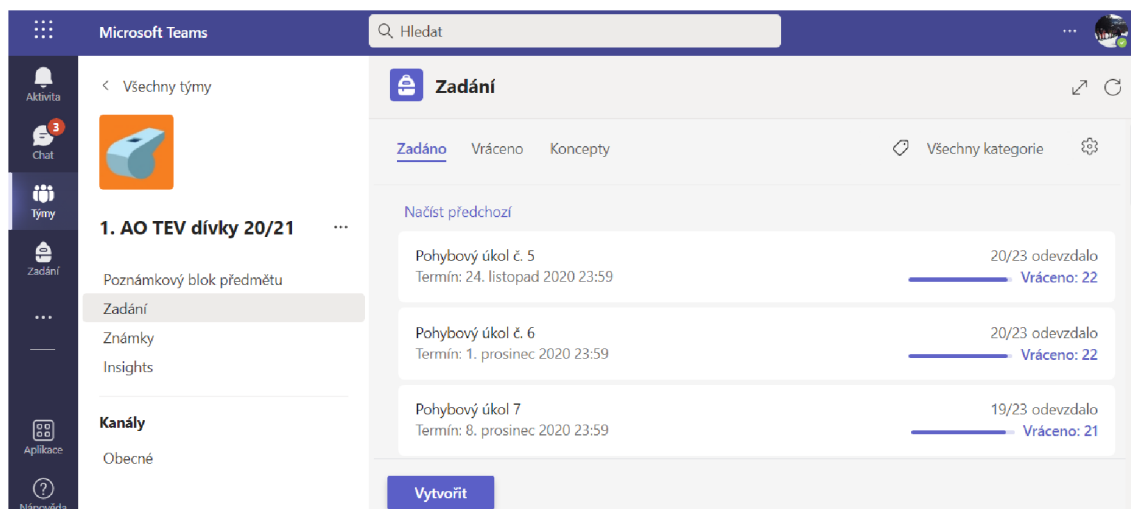 Microsoft Teams
Hledat
Aktivita
3
Chat
Týmy
Zadání
Aplikace
Nápověda
Všechny týmy
1. AO TEV dívky 20/21
Poznámkový blok předmětu
Zadání
Známky
Insights
Kanály
Obecné
Zadání
Zadáno Vráceno Koncepty Všechny kategorie
Načíst předchozí
Pohybový úkol č. 5 20/23 odevzdalo
Termín: 24. listopad 2020 23:59 Vráceno: 22
Pohybový úkol č. 6 20/23 odevzdalo
Termín: 1. prosinec 2020 23:59 Vráceno: 22
Pohybový úkol 7 19/23 odevzdalo
Termín: 8. prosinec 2020 23:59 Vráceno: 21
Vytvořit